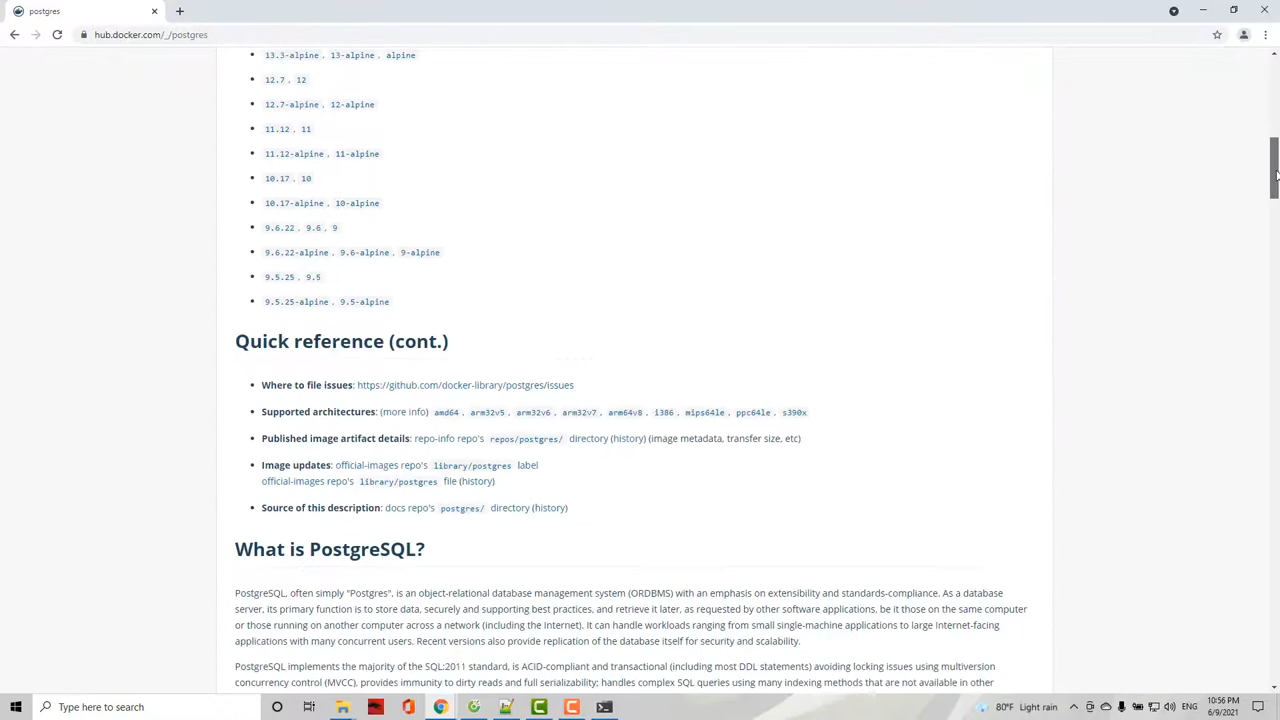 postgres
hub.docker.com/_/postgres
13.3-alpine, 13-alpine, alpine
12.7, 12
12.7-alpine, 12-alpine
11.12, 11
11.12-alpine, 11-alpine
10.17, 10
10.17-alpine, 10-alpine
9.6.22, 9.6, 9
9.6.22-alpine, 9.6-alpine, 9-alpine
9.5.25, 9.5
9.5.25-alpine, 9.5-alpine
Quick reference (cont.)
Where to file issues: https://github.com/docker-library/postgres/issues
Supported architectures: (more info) amd64, arm32v5, arm32v6, arm32v7, arm64v8, i386, mips64le, ppc64le, s390x
Published image artifact details: repo-info repo's repos/postgres/ directory (history) (image metadata, transfer size, etc)
Image updates: official-images repo's library/postgres label
official-images repo's library/postgres file (history)
Source of this description: docs repo's postgres/ directory (history)
What is PostgreSQL?
PostgreSQL, often simply "Postgres", is an object-relational database management system (ORDBMS) with an emphasis on extensibility and standards-compliance. As a database
server, its primary function is to store data, securely and supporting best practices, and retrieve it later, as requested by other software applications, be it those on the same computer
or those running on another computer across a network (including the Internet). It can handle workloads ranging from small single-machine applications to large Internet-facing
applications with many concurrent users. Recent versions also provide replication of the database itself for security and scalability.
PostgreSQL implements the majority of the SQL:2011 standard, is ACID-compliant and transactional (including most DDL statements) avoiding locking issues using multiversion
concurrency control (MVCC), provides immunity to dirty reads and full serializability; handles complex SQL queries using many indexing methods that are not available in other
Type here to search
80°F Light rain
ENG
10:56 PM
6/9/2021